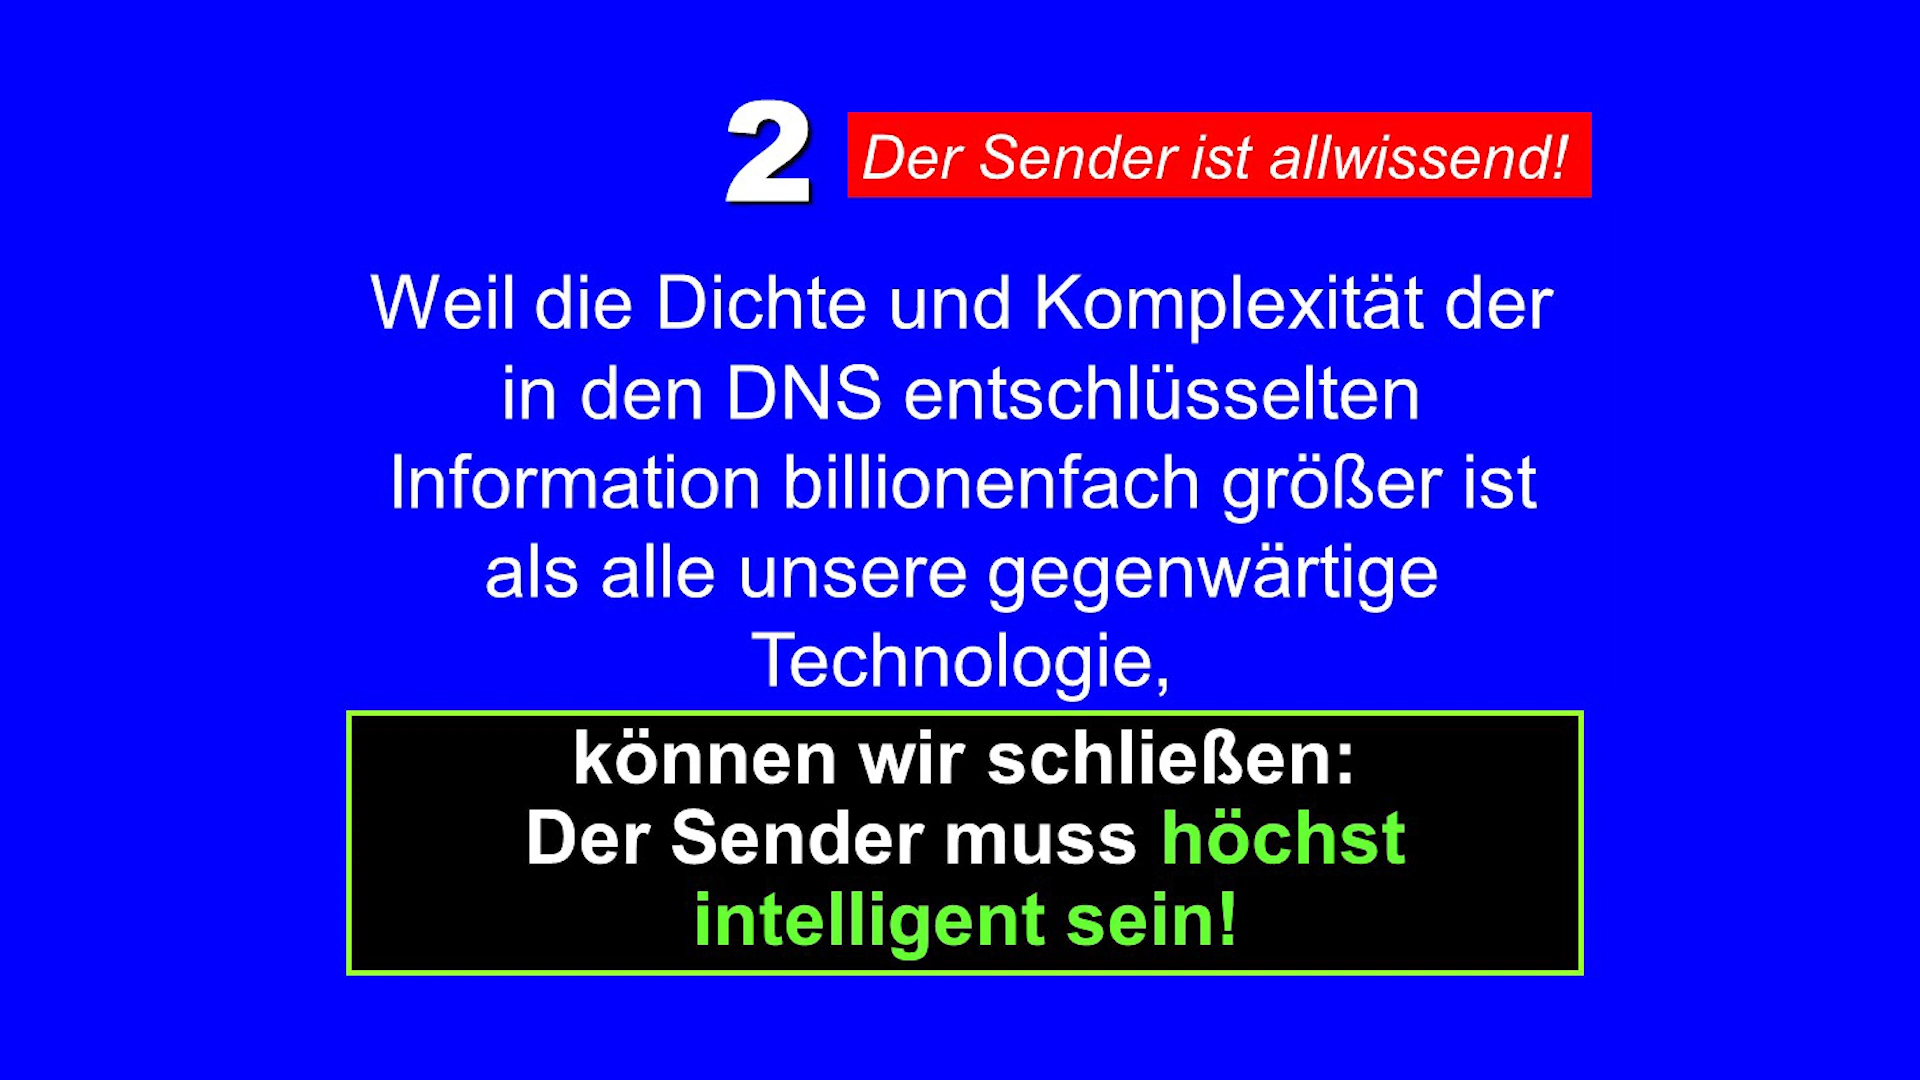 2 Der Sender ist allwissend!
Weil die Dichte und Komplexität der
in den DNS entschlüsselten
Information billionenfach größer ist
als alle unsere gegenwärtige
Technologie,
können wir schließen:
Der Sender muss höchst
intelligent sein!